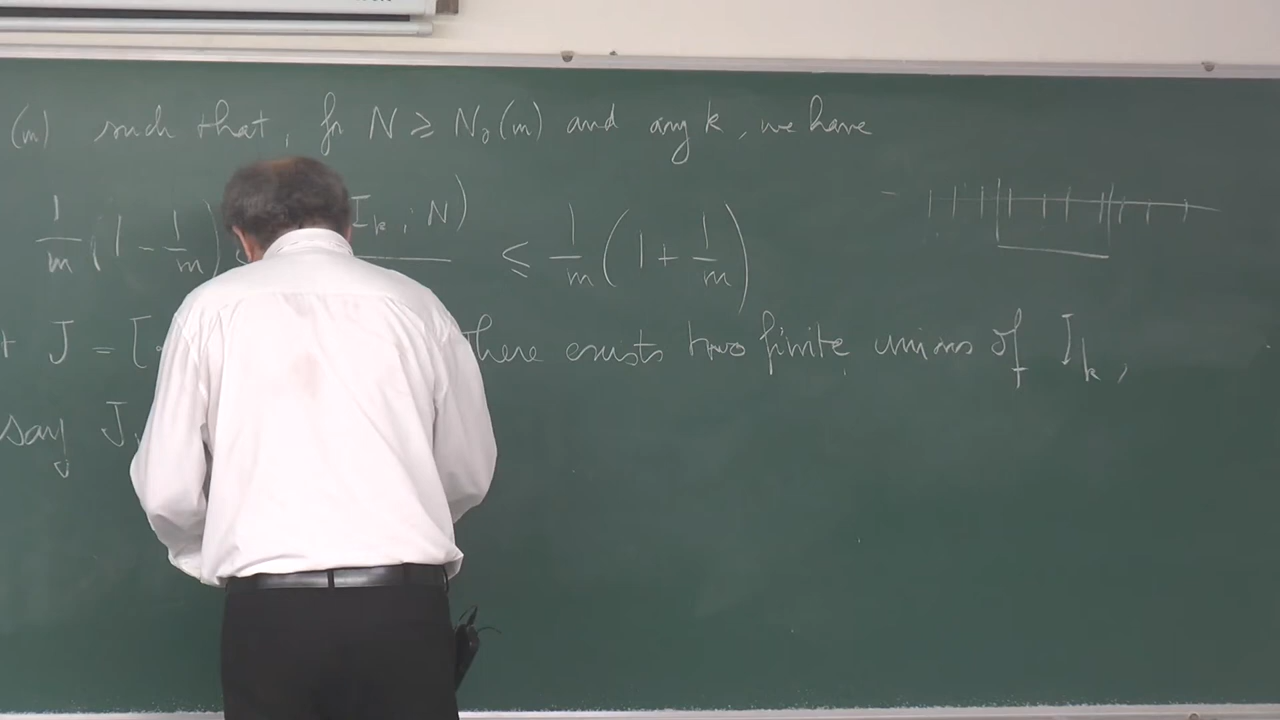 (m) such that, for N ≥ N₀(m) and any k, we have
1/m (1 - 1/m) ≤ I_k ; N) ≤ 1/m (1 + 1/m)
J = [ There exists two finite unions of I_k,
say J₁